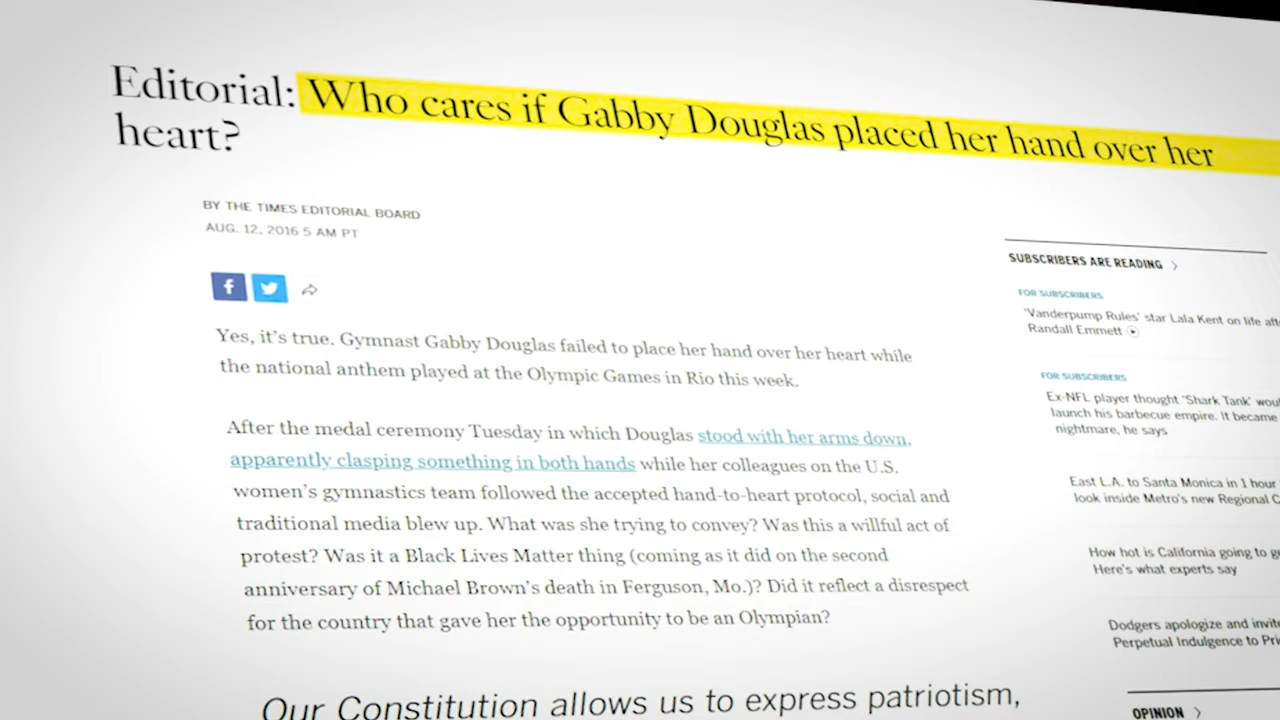 Editorial: Who cares if Gabby Douglas placed her hand over her
heart?
BY THE TIMES EDITORIAL BOARD
AUG. 12, 2016 5 AM PT
Yes, it's true. Gymnast Gabby Douglas failed to place her hand over her heart while
the national anthem played at the Olympic Games in Rio this week.
After the medal ceremony Tuesday in which Douglas stood with her arms down,
apparently clasping something in both hands while her colleagues on the U.S.
women's gymnastics team followed the accepted hand-to-heart protocol, social and
traditional media blew up. What was she trying to convey? Was this a willful act of
protest? Was it a Black Lives Matter thing (coming as it did on the second
anniversary of Michael Brown's death in Ferguson, Mo.)? Did it reflect a disrespect
for the country that gave her the opportunity to be an Olympian?
Our Constitution allows us to express patriotism,
SUBSCRIBERS ARE READING
FOR SUBSCRIBERS
'Vanderpump Rules' star Lala Kent on life
Randall Emmett
FOR SUBSCRIBERS
Ex-NFL player thought 'Shark Tank'
launch his barbecue empire. It became
nightmare, he says
East L.A. to Santa Monica in 1 hour
look inside Metro's new Regional
How hot is California going to
Here's what experts say
Dodgers apologize and
Perpetual Indulgence to
OPINION